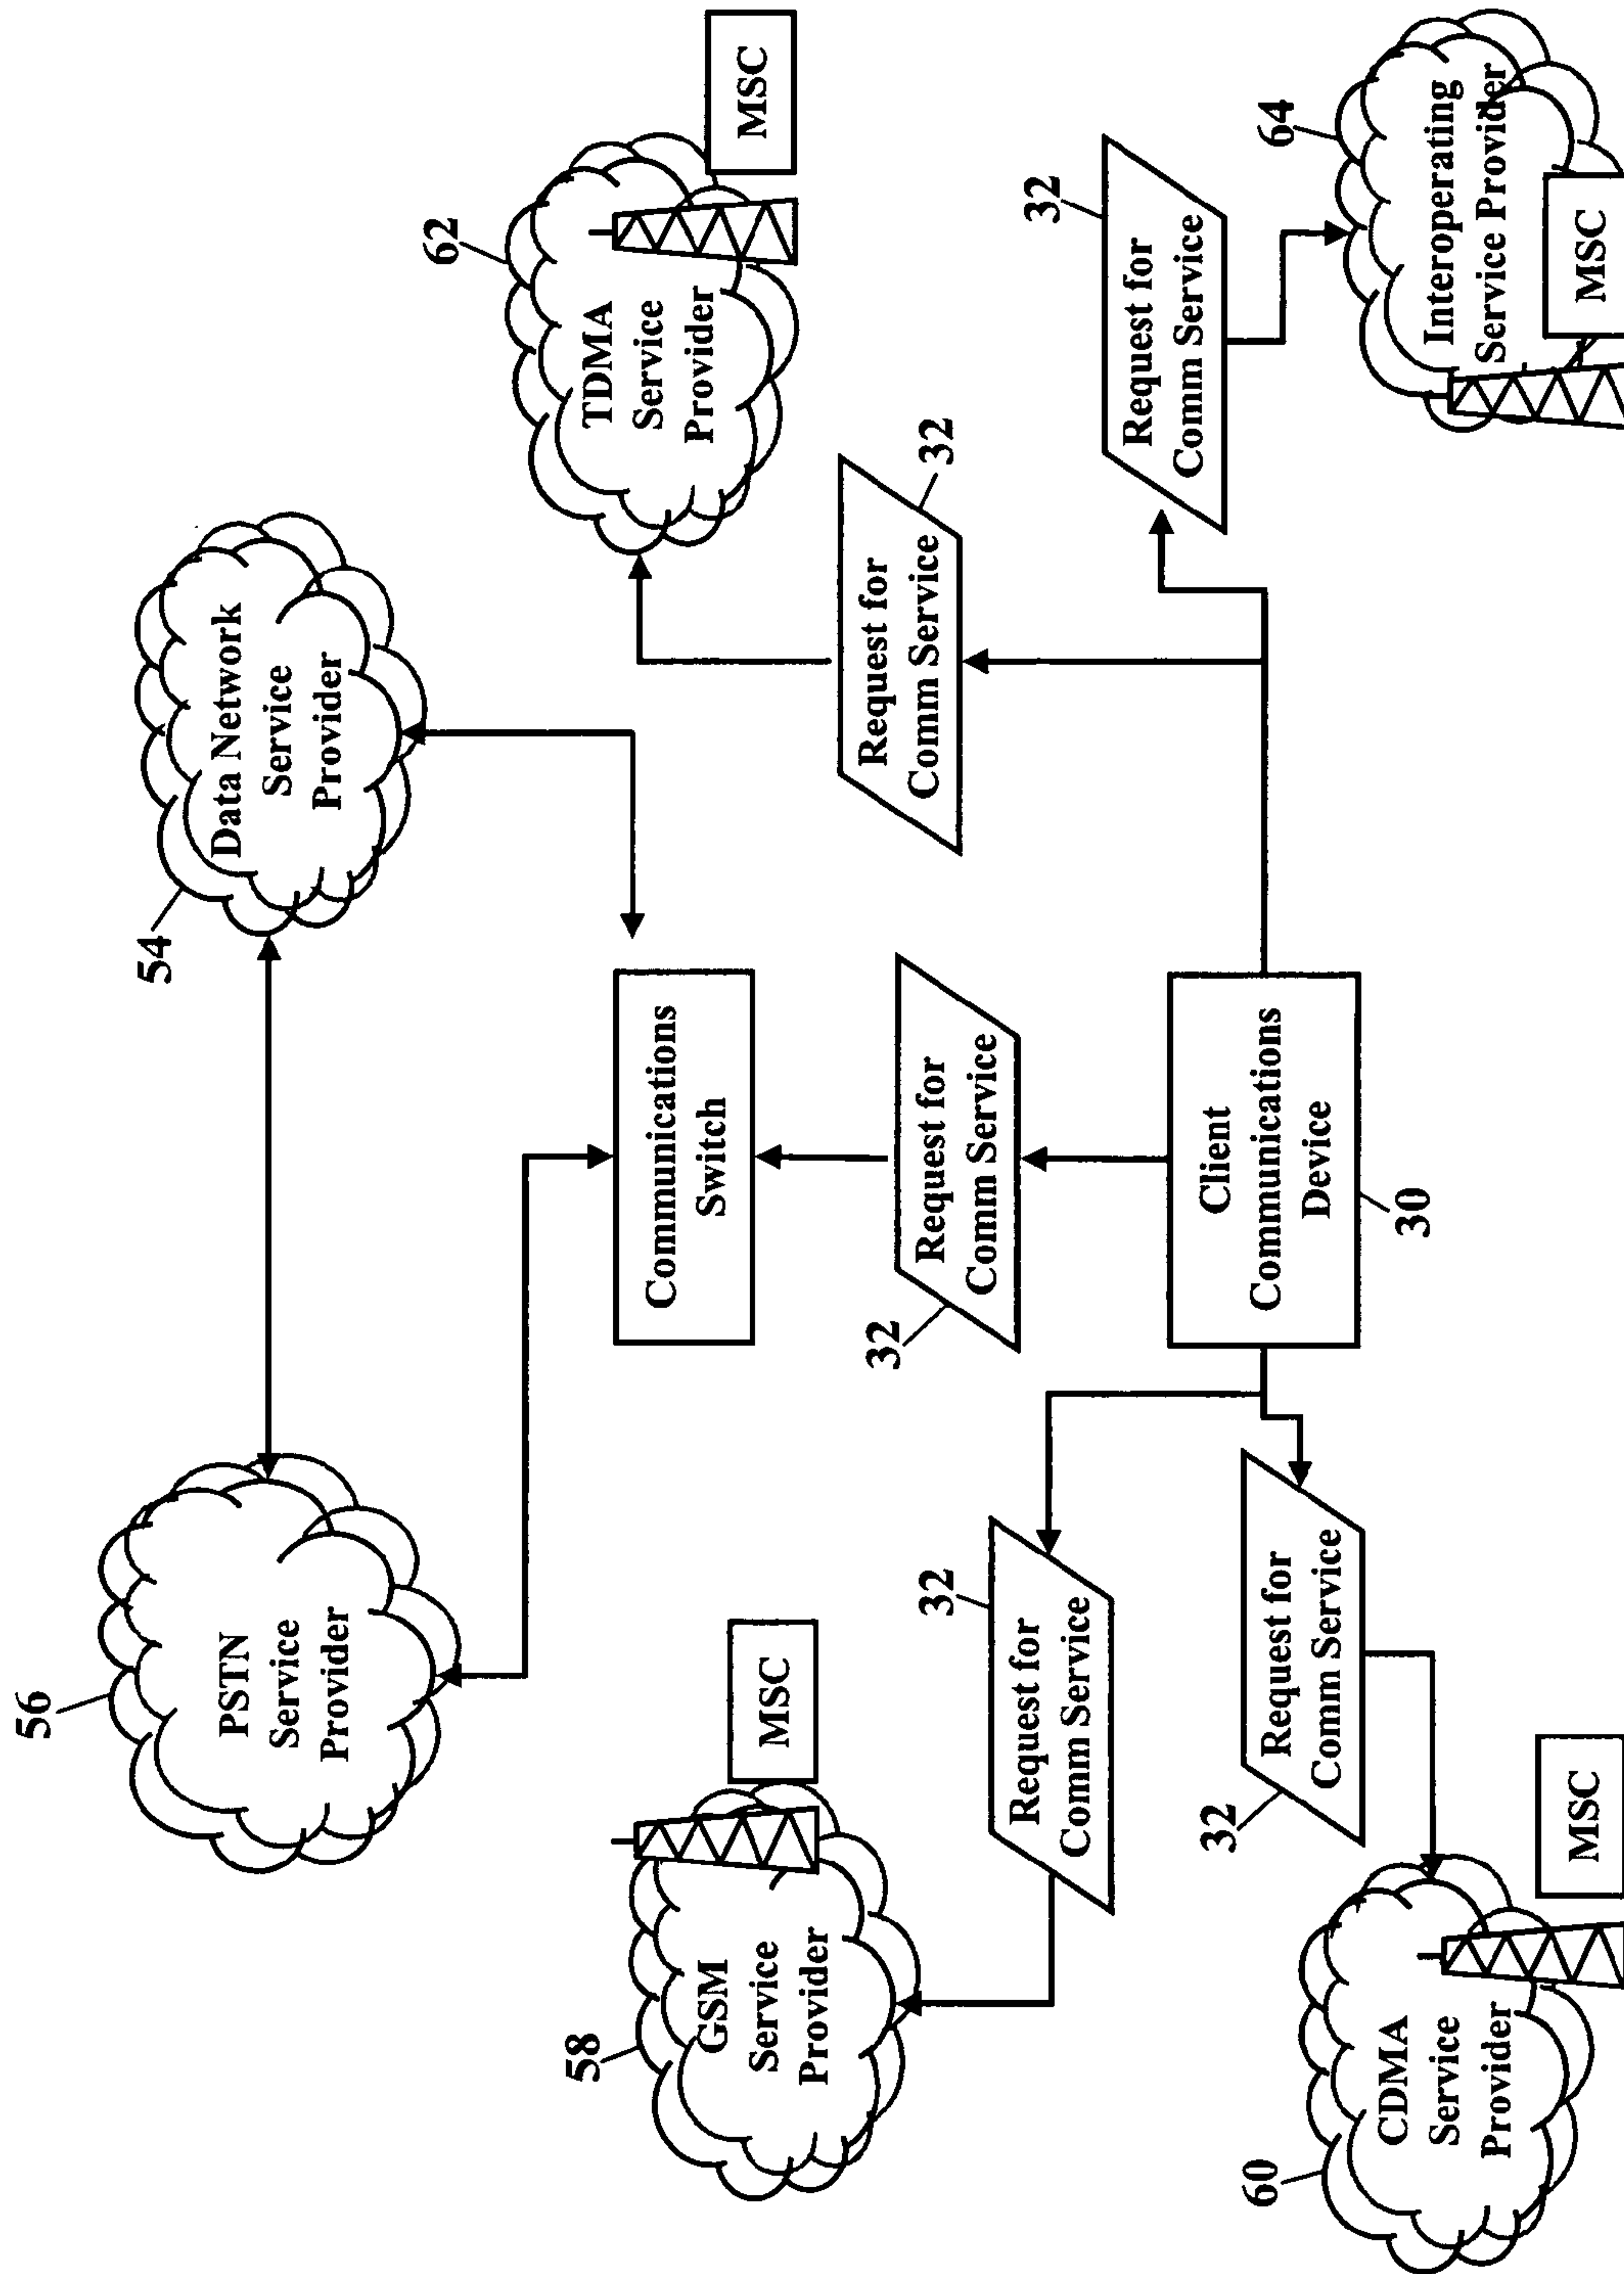 56
PSTN
Service
Provider
54
Data Network
Service
Provider
62
TDMA
Service
Provider
MSC
58
GSM
Service
Provider
MSC
Communications
Switch
32
Request for
Comm Service
32
Request for
Comm Service
32
Request for
Comm Service
32
Request for
Comm Service
64
Interoperating
Service Provider
MSC
Client
Communications
Device
30
32
Request for
Comm Service
60
CDMA
Service
Provider
MSC